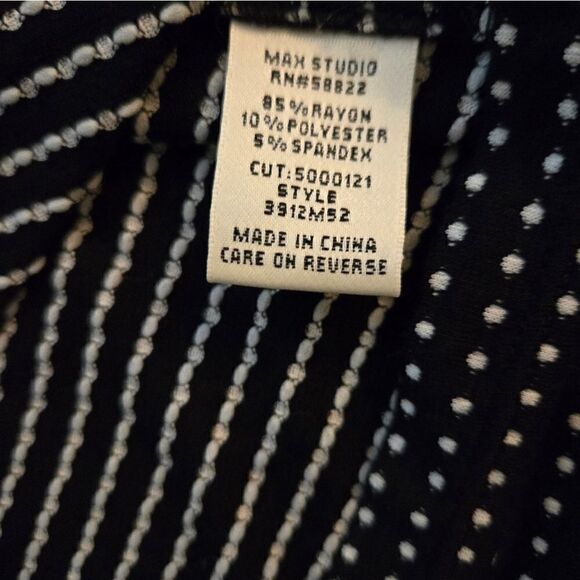 MAX STUDIO
RN#58822
85%RAYON
10%POLYESTER
5%SPANDEX
CUT:5000121
STYLE
3912M52
MADE IN CHINA
CARE ON REVERSE